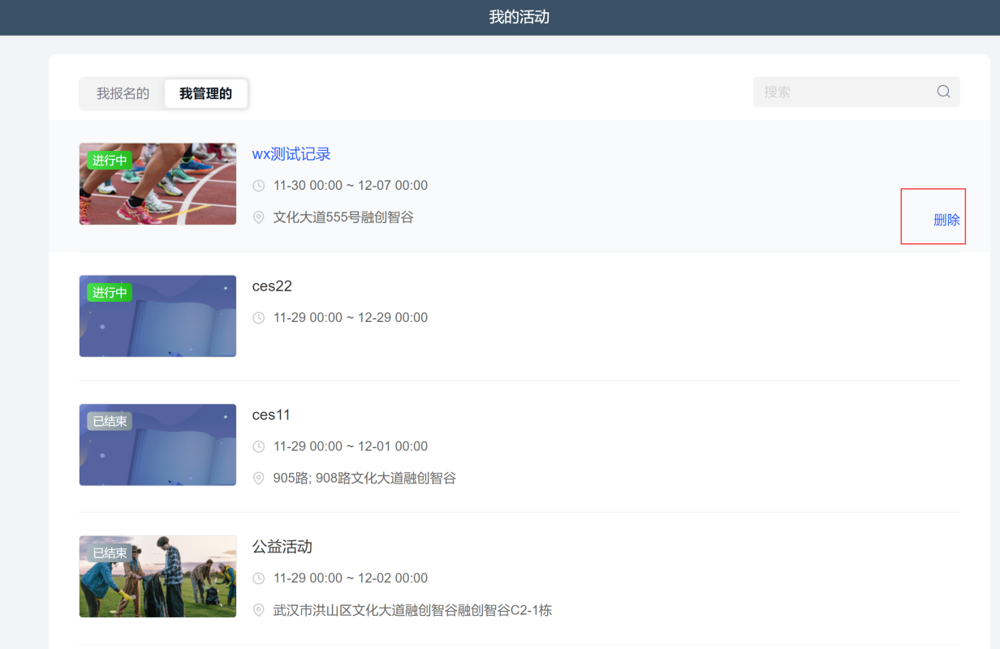 我的活动
我报名的
我管理的
搜索
进行中
wx测试记录
11-30 00:00 ~ 12-07 00:00
文化大道555号融创智谷
删除
进行中
ces22
11-29 00:00 ~ 12-29 00:00
已结束
ces11
11-29 00:00 ~ 12-01 00:00
905路; 908路文化大道融创智谷
已结束
公益活动
11-29 00:00 ~ 12-02 00:00
武汉市洪山区文化大道融创智谷融创智谷C2-1栋